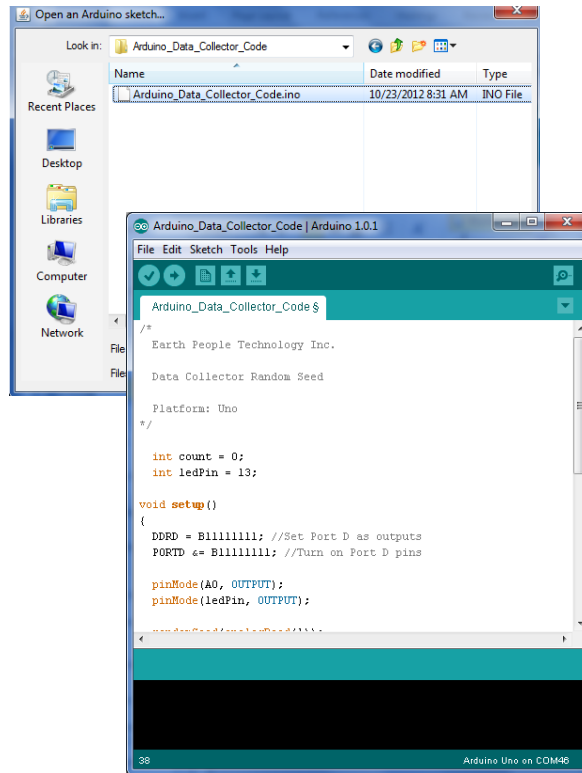 Open an Arduino sketch...
Look in: Arduino_Data_Collector_Code
Name Date modified Type
Arduino_Data_Collector_Code.ino 10/23/2012 8:31 AM INO File
Recent Places
Desktop
Libraries
Computer
Network
File
File
Arduino_Data_Collector_Code | Arduino 1.0.1
File Edit Sketch Tools Help
Arduino_Data_Collector_Code §
/*
Earth People Technology Inc.
Data Collector Random Seed
Platform: Uno
*/
int count = 0;
int ledPin = 13;
void setup()
{
DDRD = B11111111; //Set Port D as outputs
PORTD &= B11111111; //Turn on Port D pins
pinMode(A0, OUTPUT);
pinMode(ledPin, OUTPUT);
38 Arduino Uno on COM46